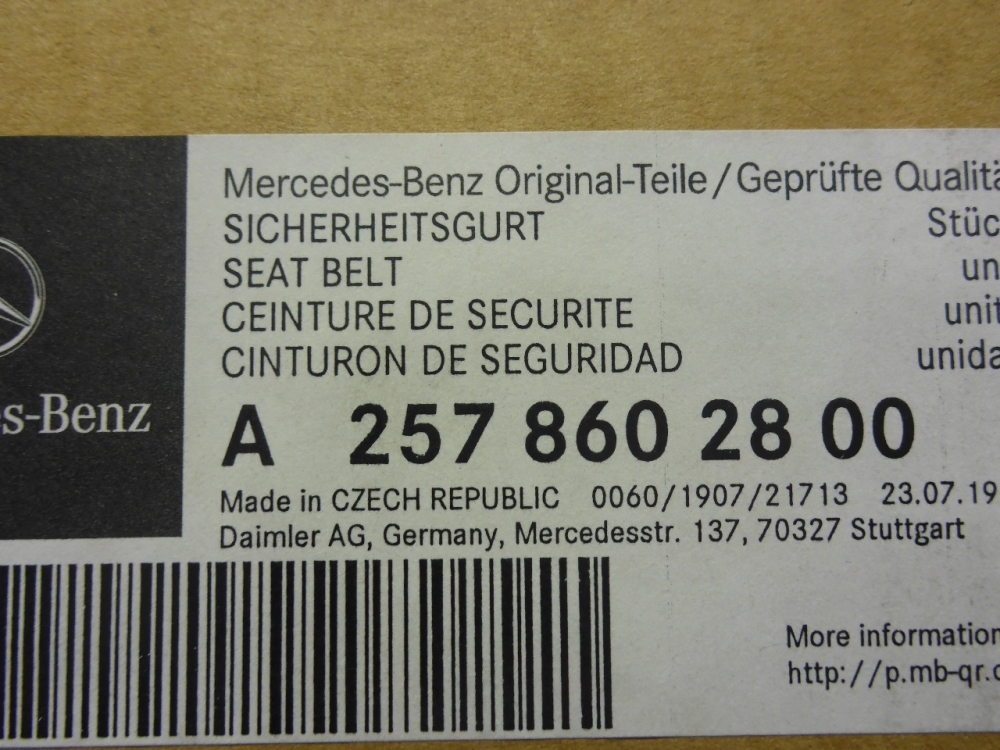 Mercedes-Benz Original-Teile/Geprüfte Qualitä
SICHERHEITSGURT Stüc
SEAT BELT un
CEINTURE DE SECURITE unit
CINTURON DE SEGURIDAD unida
es-Benz
A 257 860 28 00
Made in CZECH REPUBLIC 0060/1907/21713 23.07.19
Daimler AG, Germany, Mercedesstr. 137, 70327 Stuttgart
More information
http://p.mb-qr.c